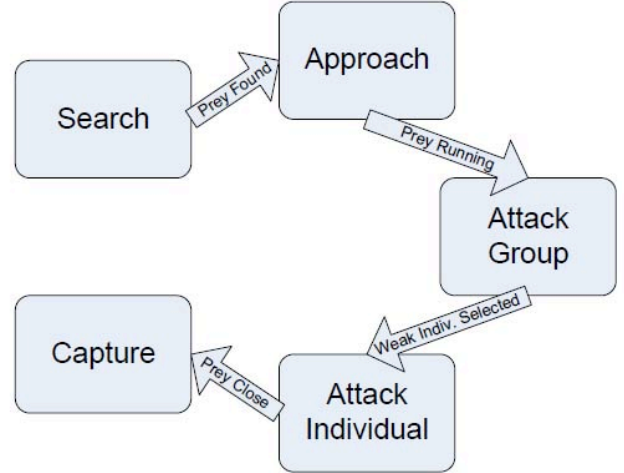 Search
Prey Found
Approach
Prey Running
Attack
Group
Weak Indiv. Selected
Attack
Individual
Prey Close
Capture